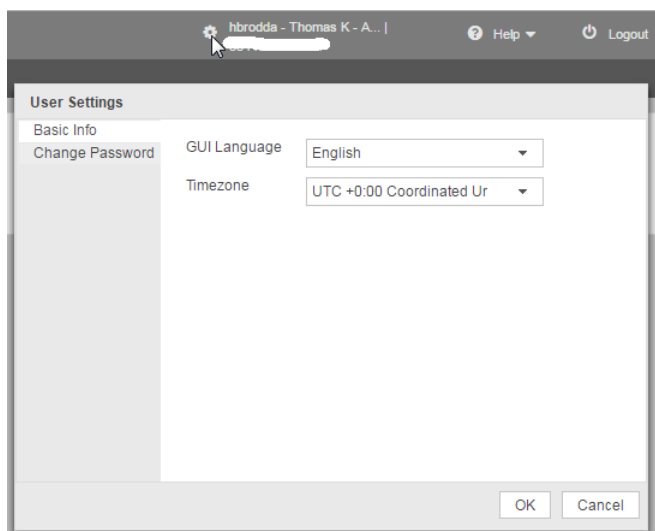 hbrodda - Thomas K - A... |
Help
Logout
User Settings
Basic Info
Change Password
GUI Language
English
Timezone
UTC +0:00 Coordinated Ur
OK
Cancel